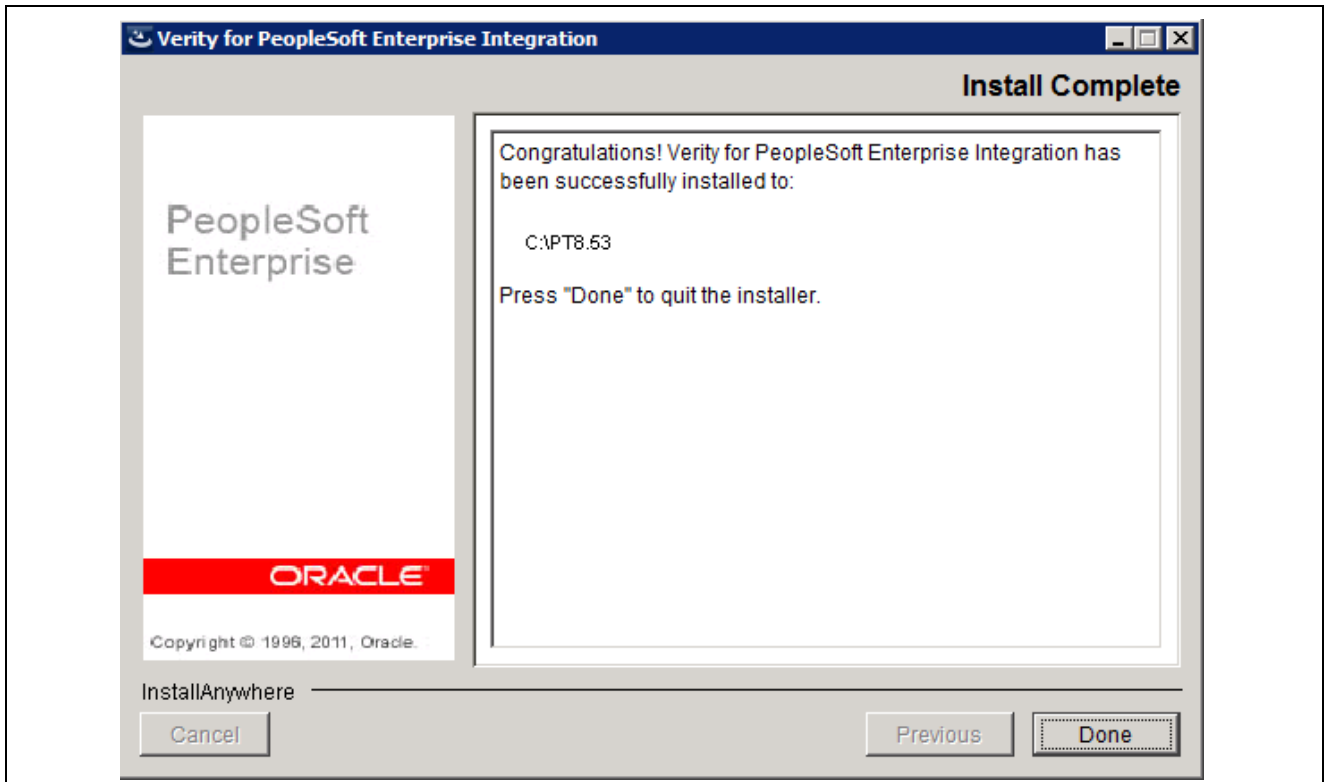 Verity for PeopleSoft Enterprise Integration
Install Complete
Congratulations! Verity for PeopleSoft Enterprise Integration has
been successfully installed to:
C:\PT8.53
Press "Done" to quit the installer.
PeopleSoft
Enterprise
ORACLE
Copyright © 1996, 2011, Oracle.
InstallAnywhere
Cancel
Previous
Done